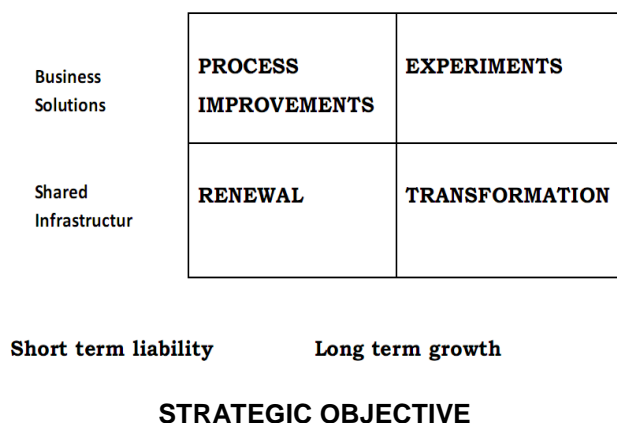 Business
Solutions
PROCESS
IMPROVEMENTS
EXPERIMENTS
Shared
Infrastructur
RENEWAL
TRANSFORMATION
Short term liability
Long term growth
STRATEGIC OBJECTIVE